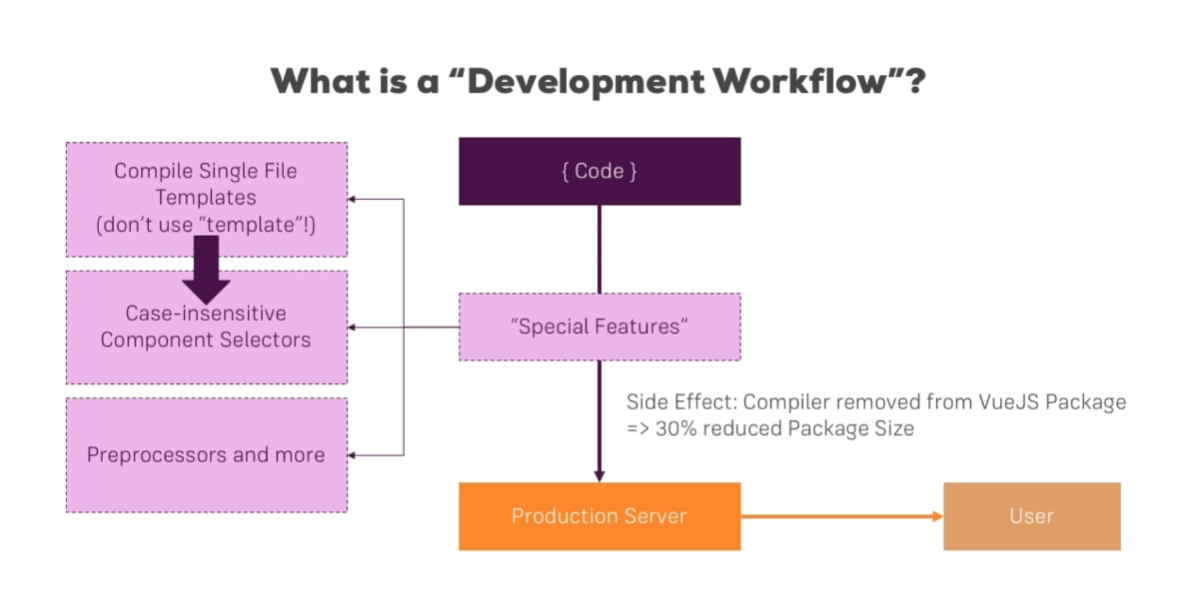 What is a “Development Workflow”?
Compile Single File
Templates
(don’t use “template”!)
Case-insensitive
Component Selectors
Preprocessors and more
{ Code }
“Special Features”
Side Effect: Compiler removed from VueJS Package
=> 30% reduced Package Size
Production Server
User